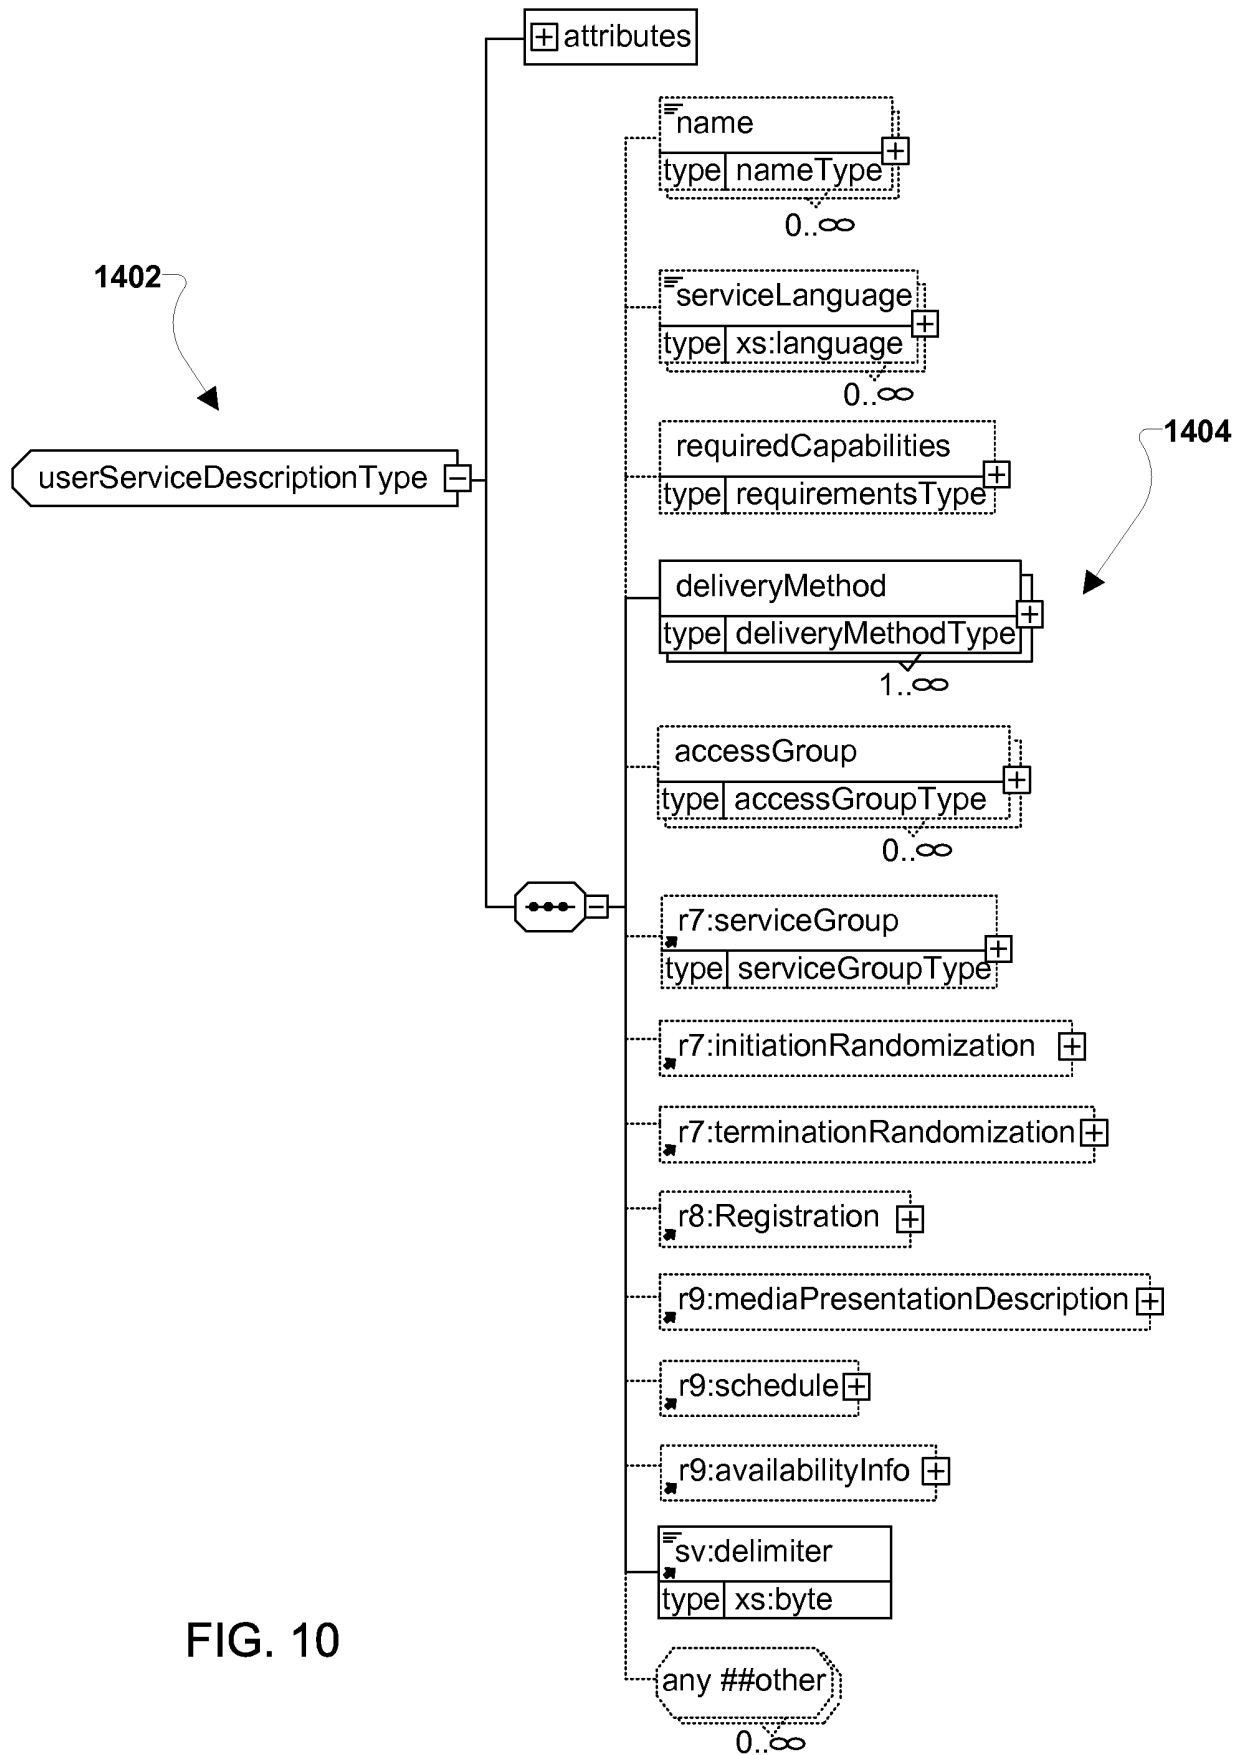 attributes
name
type nameType
0..∞
1402
serviceLanguage
type xs:language
0..∞
requiredCapabilities
1404
userServiceDescriptionType
type requirementsType
deliveryMethod
type deliveryMethodType
1..∞
accessGroup
type accessGroupType
0..∞
r7:serviceGroup
type serviceGroupType
r7:initiationRandomization
r7:terminationRandomization
r8:Registration
r9:mediaPresentationDescription
r9:schedule
r9:availabilityInfo
sv:delimiter
type xs:byte
FIG. 10
any ##other
0..∞